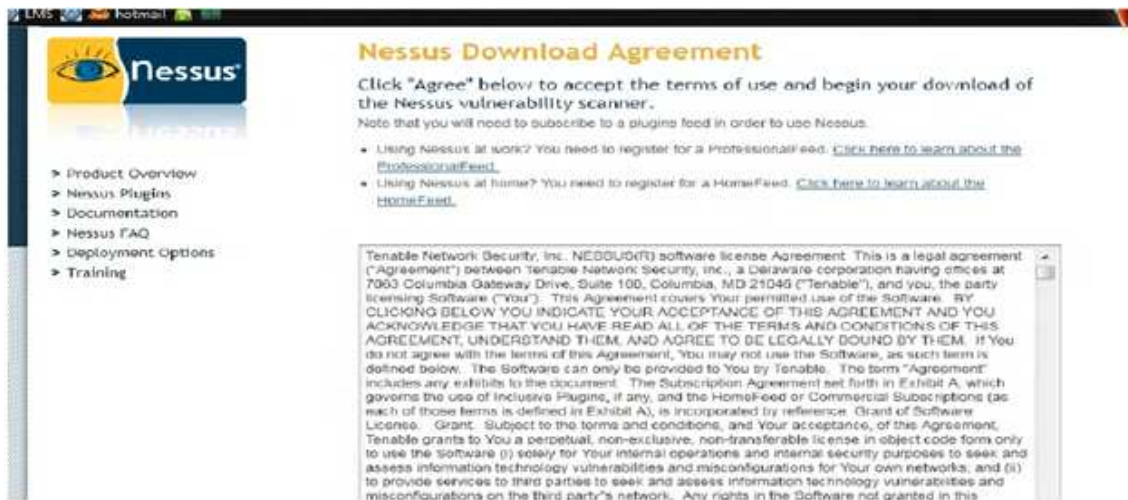 LMS hotmail
Nessus
Nessus Download Agreement
Click "Agree" below to accept the terms of use and begin your download of
the Nessus vulnerability scanner.
Note that you will need to subscribe to a plugins feed in order to use Nessus.
• Using Nessus at work? You need to register for a ProfessionalFeed. Click here to learn about the
ProfessionalFeed.
• Using Nessus at home? You need to register for a HomeFeed. Click here to learn about the
HomeFeed.
> Product Overview
> Nessus Plugins
> Documentation
> Nessus FAQ
> Deployment Options
> Training
Tenable Network Security, Inc. NESSUS(R) software license Agreement This is a legal agreement
("Agreement") between Tenable Network Security, Inc., a Delaware corporation having offices at
7063 Columbia Gateway Drive, Suite 100, Columbia, MD 21046 ("Tenable"), and you, the party
licensing Software ("You"). This Agreement covers Your permitted use of the Software. BY
CLICKING BELOW YOU INDICATE YOUR ACCEPTANCE OF THIS AGREEMENT AND YOU
ACKNOWLEDGE THAT YOU HAVE READ ALL OF THE TERMS AND CONDITIONS OF THIS
AGREEMENT, UNDERSTAND THEM, AND AGREE TO BE LEGALLY BOUND BY THEM. If You
do not agree with the terms of this Agreement, You may not use the Software, as such term is
defined below. The Software can only be provided to You by Tenable. The term "Agreement"
includes any exhibits to the document. The Subscription Agreement set forth in Exhibit A, which
governs the use of Inclusive Plugins, if any, and the HomeFeed or Commercial Subscriptions (as
each of those terms is defined in Exhibit A), is incorporated by reference. Grant of Software
License. Grant. Subject to the terms and conditions, and Your acceptance, of this Agreement,
Tenable grants to You a perpetual, non-exclusive, non-transferable license in object code form only
to use the Software (i) solely for Your internal operations and internal security purposes to seek and
assess information technology vulnerabilities and misconfigurations for Your own networks; and (ii)
to provide services to third parties to seek and assess information technology vulnerabilities and
misconfigurations on the third party"s network. Any rights in the Software not granted in this